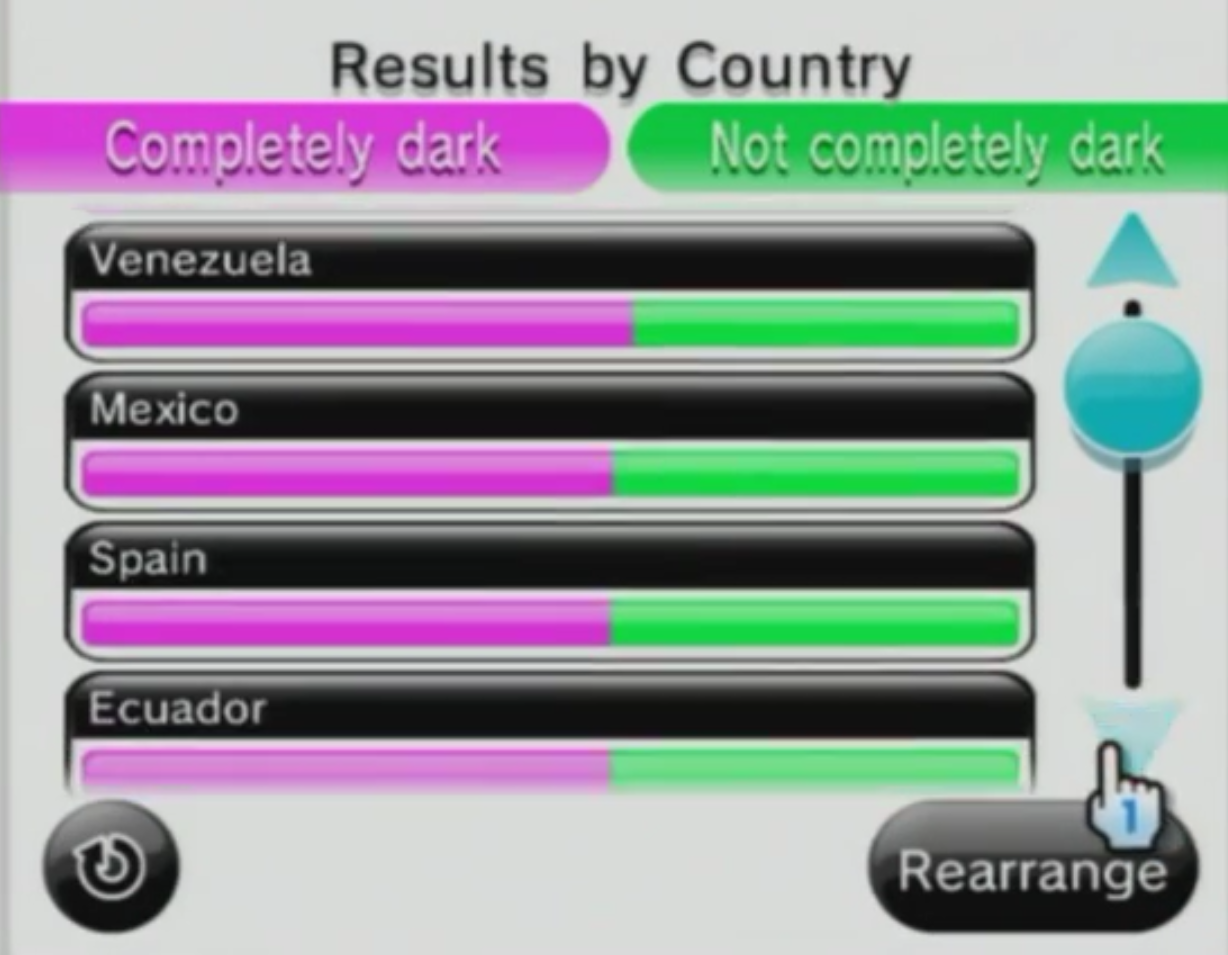 Results by Country
Completely dark
Not completely dark
Venezuela
Mexico
Spain
Ecuador
1
Rearrange